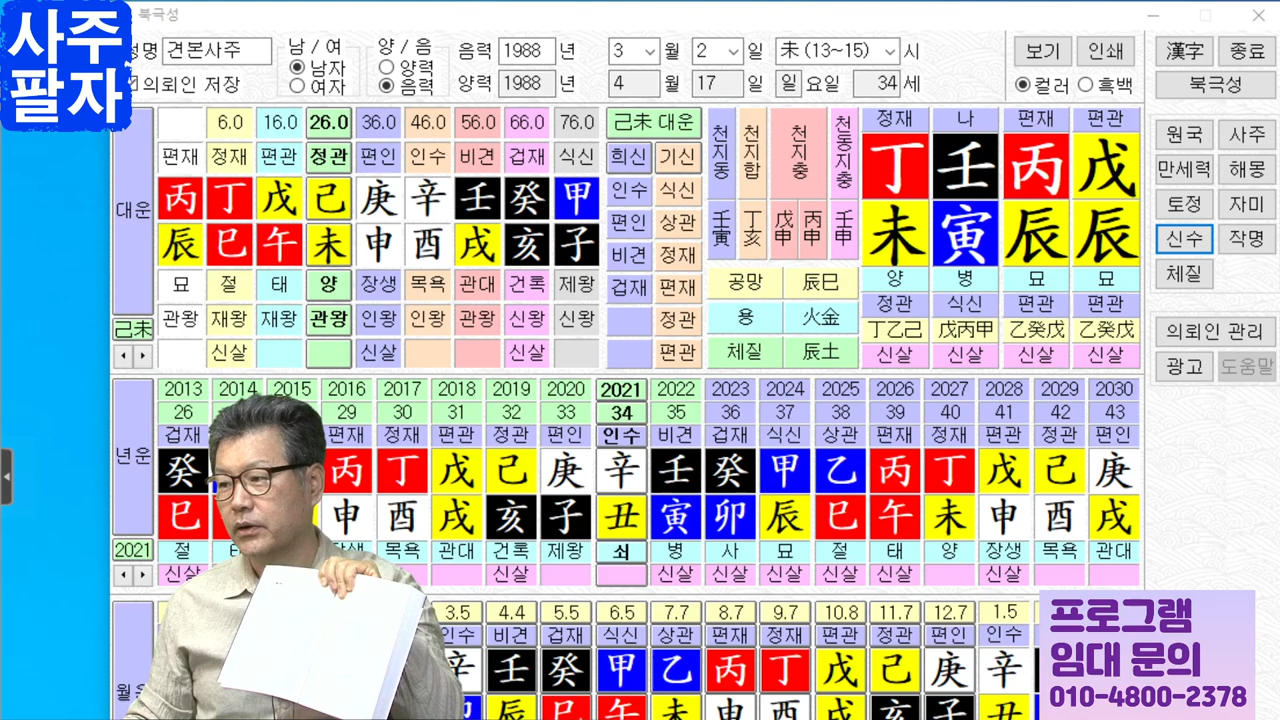 사주
팔자
북극성
성명 견본사주 남 / 여 양 / 음 음력 1988 년 3 월 2 일 未 (13~15) 시 보기 인쇄 漢字 종료
의뢰인 저장 남자 양력 양력 1988 년 4 월 17 일 일 요일 34 세 컬러 흑백 북극성
여자 음력
대운
6.0 16.0 26.0 36.0 46.0 56.0 66.0 76.0
편재 정재 편관 정관 편인 인수 비견 겁재 식신
丙 丁 戊 己 庚 辛 壬 癸 甲
辰 巳 午 未 申 酉 戌 亥 子
묘 절 태 양 장생 목욕 관대 건록 제왕
관왕 재왕 재왕 관왕 인왕 인왕 관왕 신왕 신왕
己未
신살 신살 신살
己未 대운
희신 기신
인수 식신
편인 상관
비견 정재
겁재 편재
정관
편관
천지동 천지합 천지충 천동지충
壬寅 丁亥 戊申 丙申 壬申
공망 辰巳
용 火金
체질 辰土
정재 나 편재 편관
丁 壬 丙 戊
未 寅 辰 辰
양 병 묘 묘
정관 식신 편관 편관
丁乙己 戊丙甲 乙癸戊 乙癸戊
신살 신살 신살 신살
원국 사주
만세력 해몽
토정 자미
신수 작명
체질
의뢰인 관리
광고 도움말
년운
2013 2014 2015 2016 2017 2018 2019 2020 2021 2022 2023 2024 2025 2026 2027 2028 2029 2030
26 29 30 31 32 33 34 35 36 37 38 39 40 41 42 43
겁재 편재 정재 편관 정관 편인 인수 비견 겁재 식신 상관 편재 정재 편관 정관 편인
癸 丙 丁 戊 己 庚 辛 壬 癸 甲 乙 丙 丁 戊 己 庚
巳 申 酉 戌 亥 子 丑 寅 卯 辰 巳 午 未 申 酉 戌
2021
절 장생 목욕 관대 건록 제왕 쇠 병 사 묘 절 태 양 장생 목욕 관대
신살 신살 신살 신살 신살 신살 신살 신살 신살
월운
3.5 4.4 5.5 6.5 7.7 8.7 9.7 10.8 11.7 12.7 1.5
인수 비견 겁재 식신 상관 편재 정재 편관 정관 편인 인수
辛 壬 癸 甲 乙 丙 丁 戊 己 庚 辛
卯 辰 巳 午 未 申 酉 戌 亥 子 丑
프로그램
임대 문의
010-4800-2378